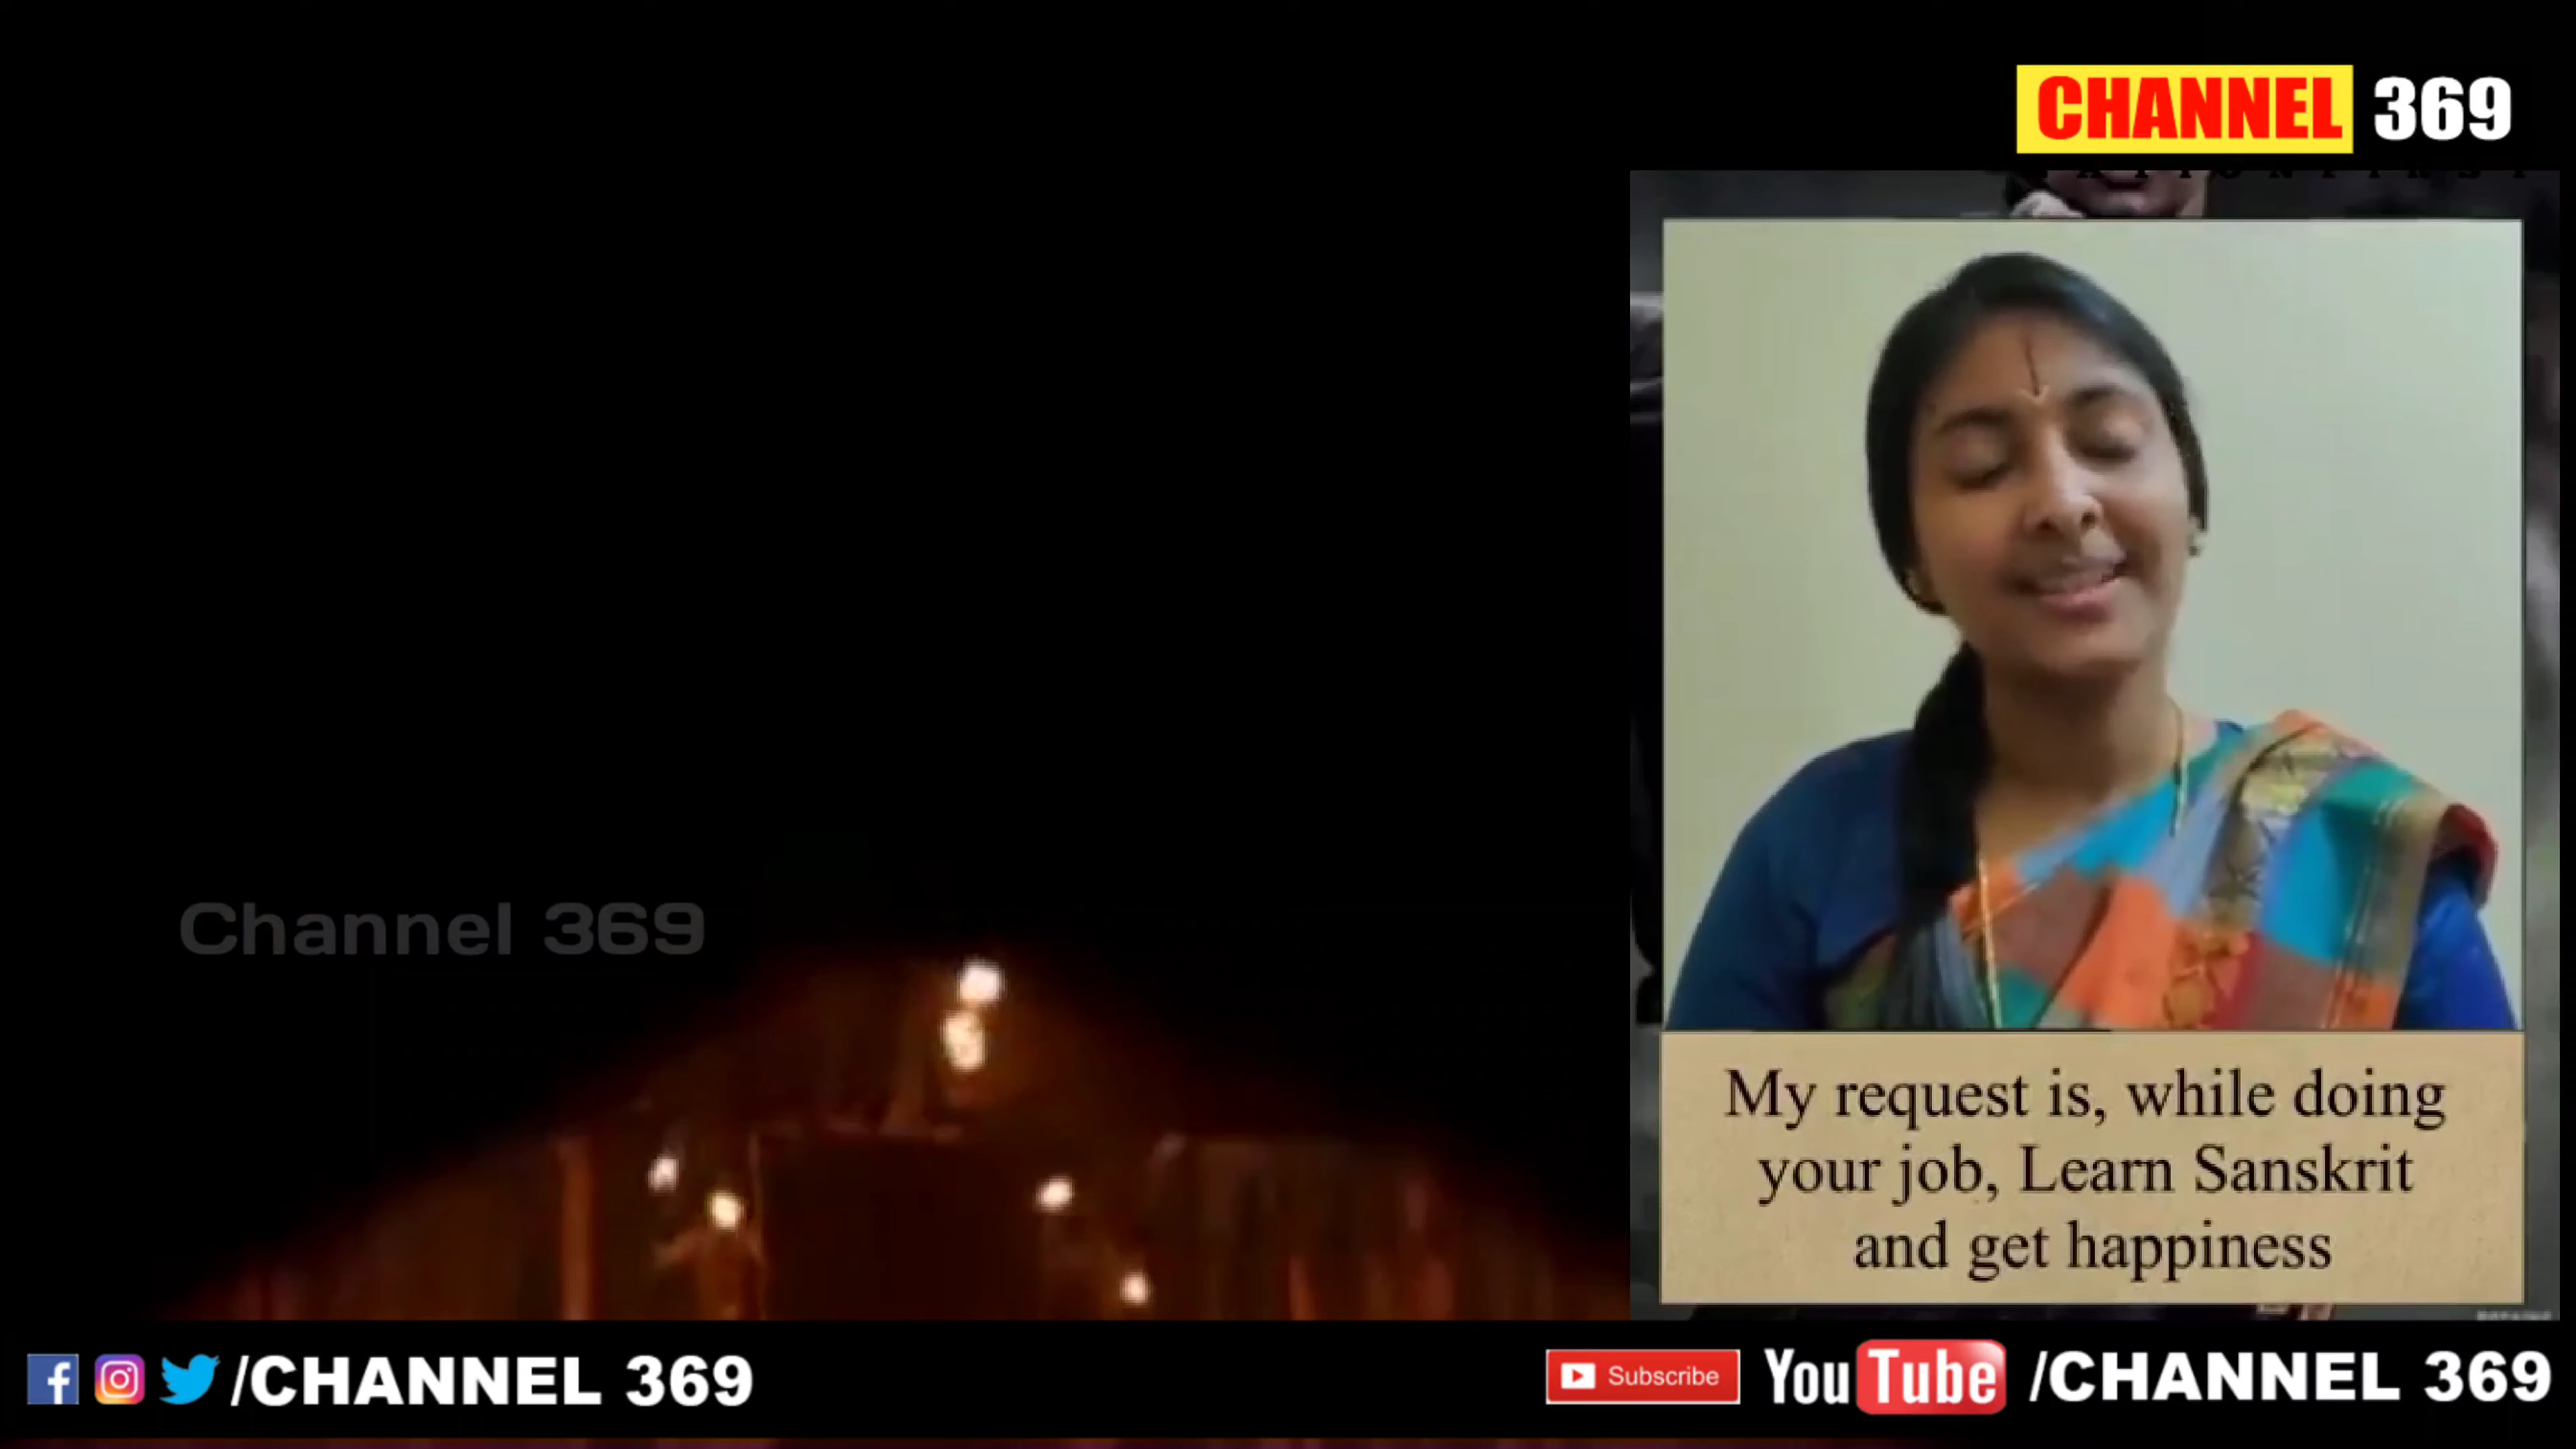 CHANNEL 369
Channel 369
My request is, while doing
your job, Learn Sanskrit
and get happiness
/CHANNEL 369
Subscribe
YouTube /CHANNEL 369